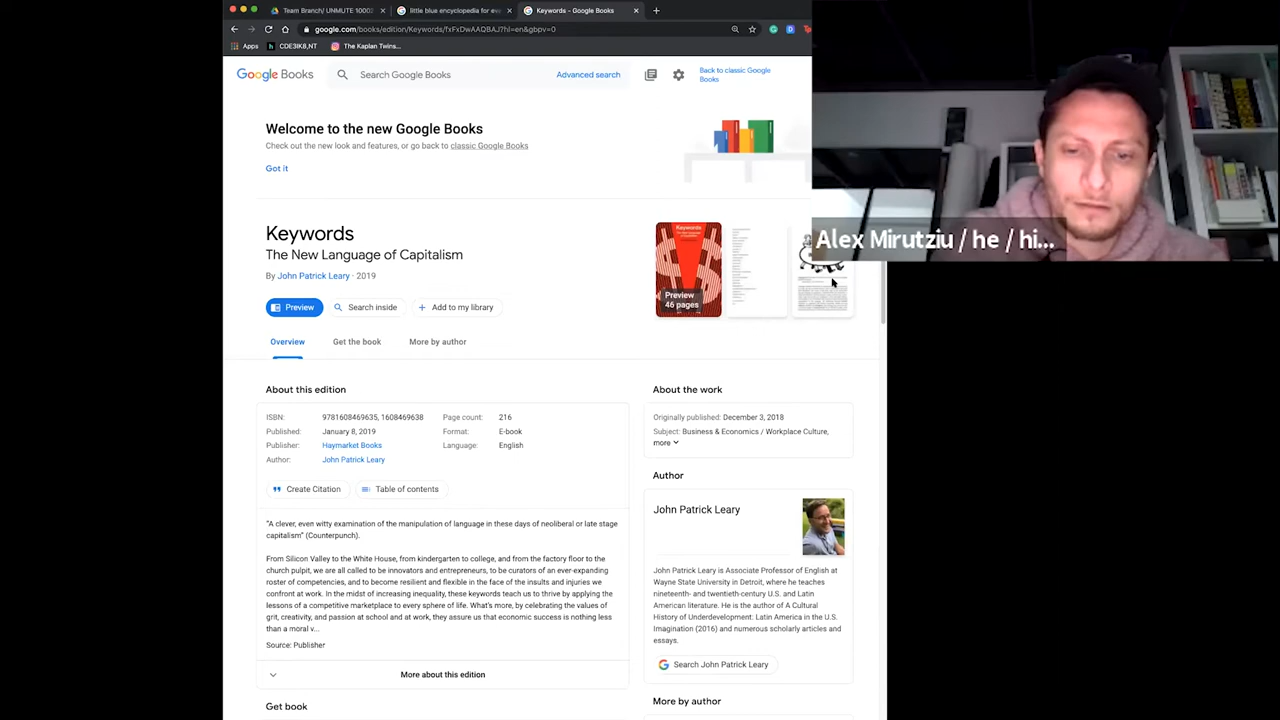 Team Branch/ UNMUTE 10002
little blue encyclopedia for eve
Keywords - Google Books
google.com/books/edition/Keywords/fxFxDwAAQBAJ?hl=en&gbpv=0
Apps
CDE3IK8,NT
The Kaplan Twins...
Google Books
Search Google Books
Advanced search
Back to classic Google
Books
Welcome to the new Google Books
Check out the new look and features, or go back to classic Google Books
Got it
Alex Mirutziu / he / hi...
Keywords
The New Language of Capitalism
By John Patrick Leary · 2019
Preview
46 pages
Preview
Search inside
Add to my library
Overview
Get the book
More by author
About this edition
ISBN: 9781608469635, 1608469638 Page count: 216
Published: January 8, 2019 Format: E-book
Publisher: Haymarket Books Language: English
Author: John Patrick Leary
Create Citation
Table of contents
"A clever, even witty examination of the manipulation of language in these days of neoliberal or late stage
capitalism" (Counterpunch).
From Silicon Valley to the White House, from kindergarten to college, and from the factory floor to the
church pulpit, we are all called to be innovators and entrepreneurs, to be curators of an ever-expanding
roster of competencies, and to become resilient and flexible in the face of the insults and injuries we
confront at work. In the midst of increasing inequality, these keywords teach us to thrive by applying the
lessons of a competitive marketplace to every sphere of life. What's more, by celebrating the values of
grit, creativity, and passion at school and at work, they assure us that economic success is nothing less
than a moral v...
Source: Publisher
More about this edition
Get book
About the work
Originally published: December 3, 2018
Subject: Business & Economics / Workplace Culture,
more
Author
John Patrick Leary
John Patrick Leary is Associate Professor of English at
Wayne State University in Detroit, where he teaches
nineteenth- and twentieth-century U.S. and Latin
American literature. He is the author of A Cultural
History of Underdevelopment: Latin America in the U.S.
Imagination (2016) and numerous scholarly articles and
essays.
Search John Patrick Leary
More by author